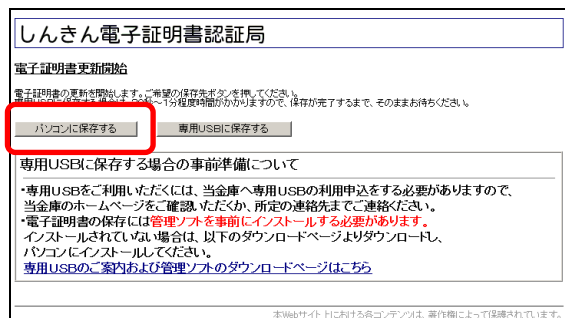 しんきん電子証明書認証局
電子証明書更新開始
電子証明書の更新を開始します。ご希望の保存先ボタンを押してください。
専用USBに保存する場合は、30秒～1分程度時間がかかりますので、保存が完了するまで、そのままお待ちください。
パソコンに保存する 専用USBに保存する
専用USBに保存する場合の事前準備について
・専用USBをご利用いただくには、当金庫へ専用USBの利用申込をする必要がありますので、
当金庫のホームページをご確認いただくか、所定の連絡先までご連絡ください。
・電子証明書の保存には管理ソフトを事前にインストールする必要があります。
インストールされていない場合は、以下のダウンロードページよりダウンロードし、
パソコンにインストールしてください。
専用USBのご案内および管理ソフトのダウンロードページはこちら
本Webサイト上における各コンテンツは、著作権によって保護されています。